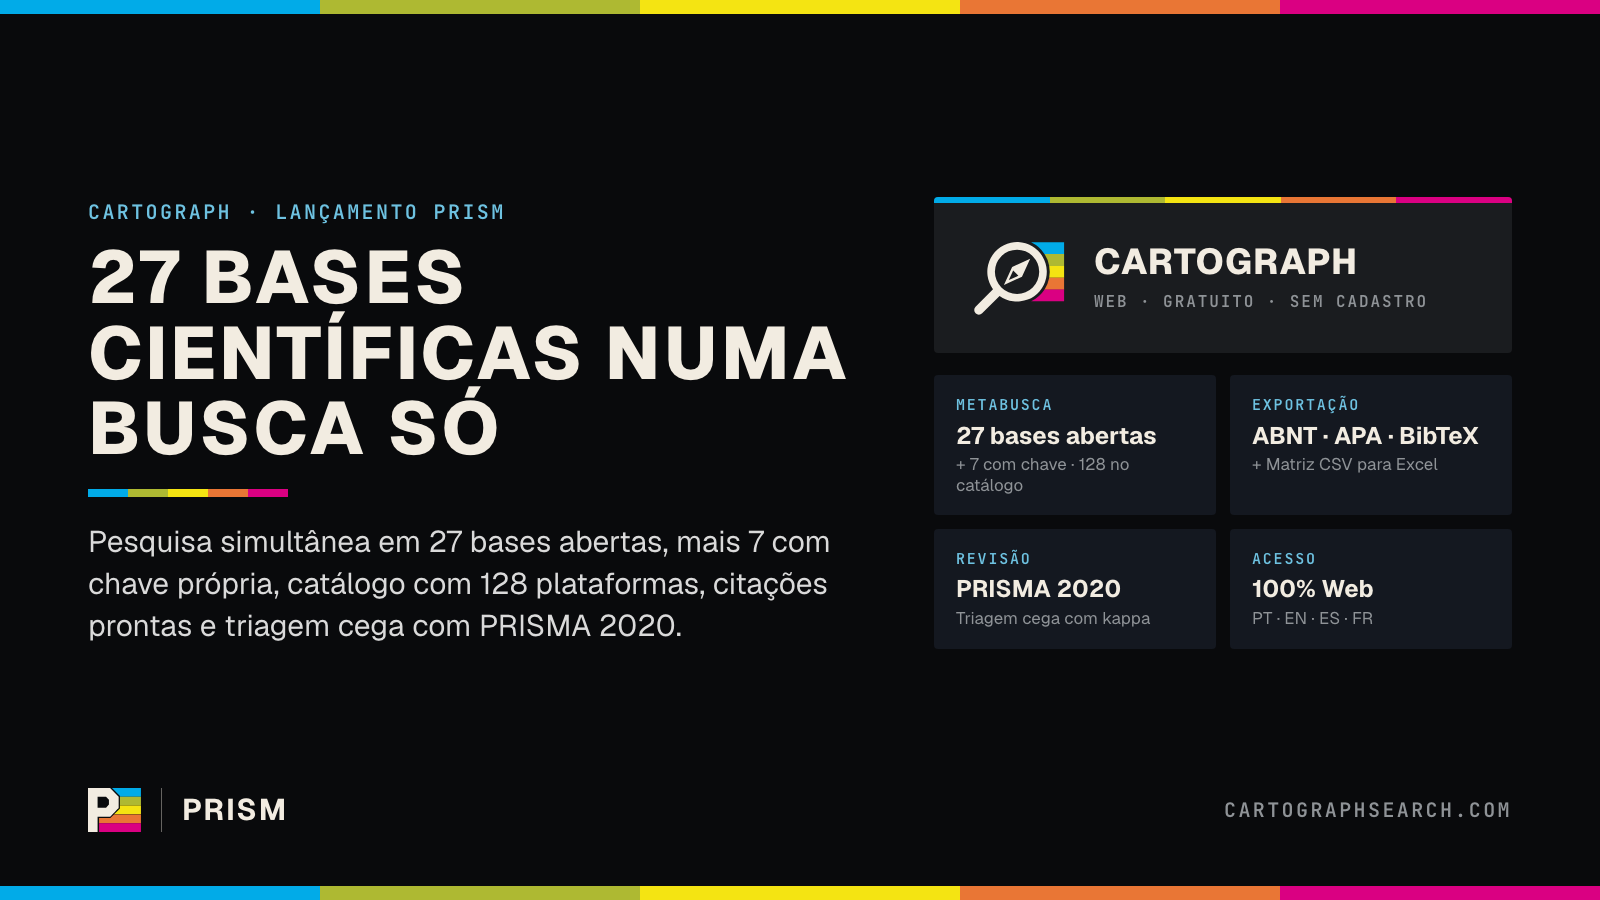 CARTOGRAPH · LANÇAMENTO PRISM
27 BASES
CIENTÍFICAS NUMA
BUSCA SÓ
Pesquisa simultânea em 27 bases abertas, mais 7 com
chave própria, catálogo com 128 plataformas, citações
prontas e triagem cega com PRISMA 2020.
CARTOGRAPH
WEB · GRATUITO · SEM CADASTRO
METABUSCA
27 bases abertas
+ 7 com chave · 128 no
catálogo
EXPORTAÇÃO
ABNT · APA · BibTeX
+ Matriz CSV para Excel
REVISÃO
PRISMA 2020
Triagem cega com kappa
ACESSO
100% Web
PT · EN · ES · FR
P
PRISM
CARTOGRAPHSEARCH.COM